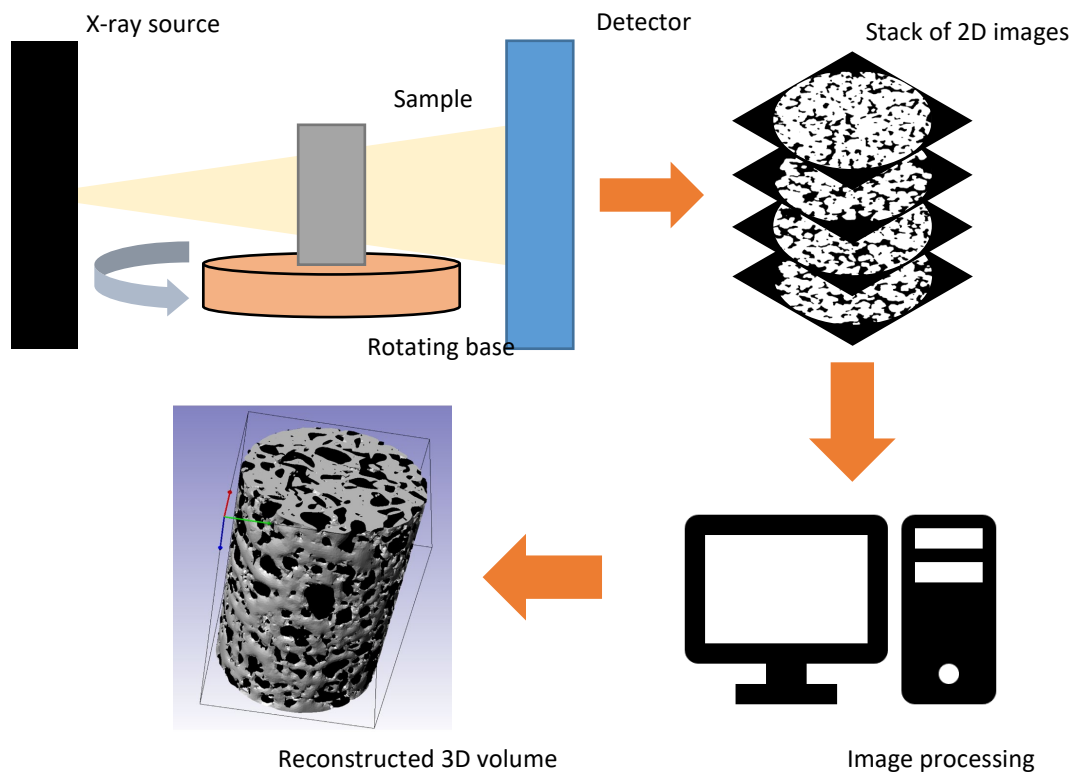 X-ray source
Detector
Stack of 2D images
Sample
Rotating base
Reconstructed 3D volume
Image processing